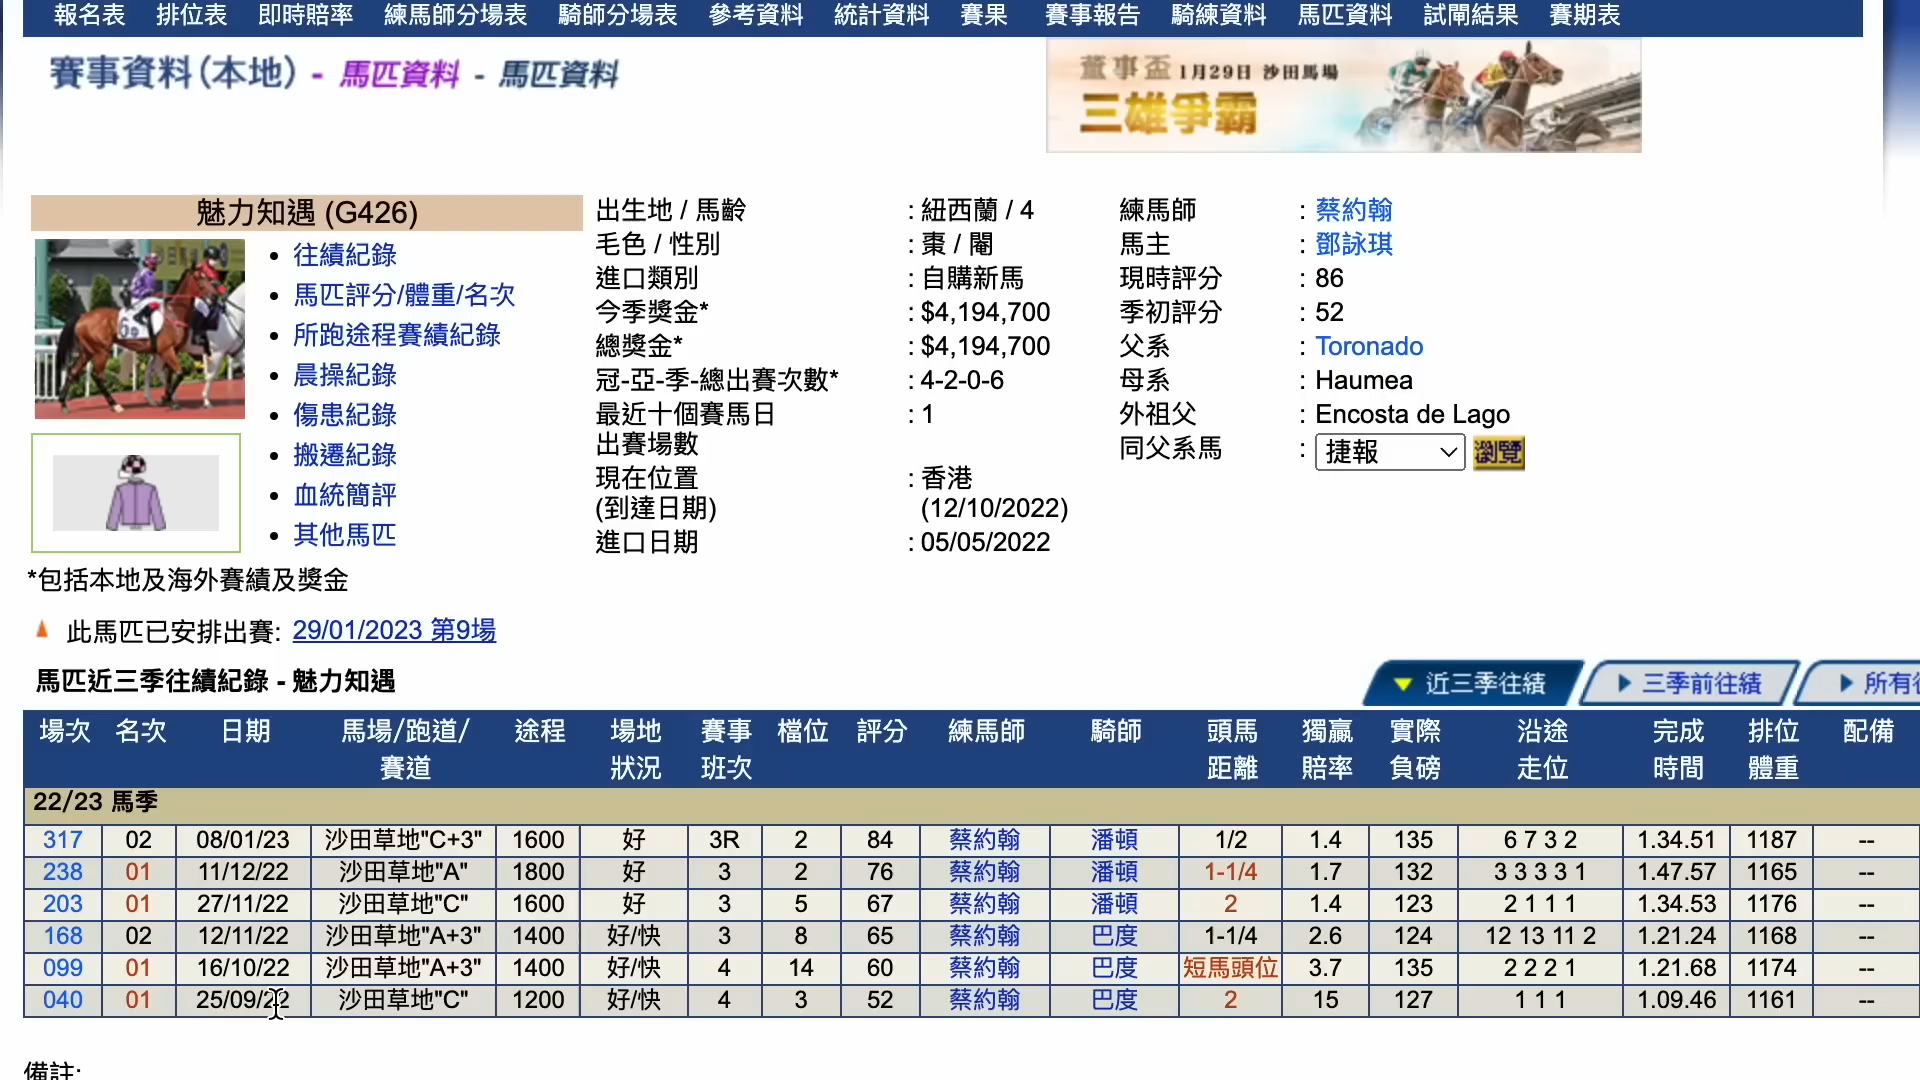 報名表 排位表 即時賠率 練馬師分場表 騎師分場表 參考資料 統計資料 賽果 賽事報告 騎練資料 馬匹資料 試閘結果 賽期表
賽事資料(本地) - 馬匹資料 - 馬匹資料
董事盃 1月29日 沙田馬場
三雄爭霸
魅力知遇 (G426)
往績紀錄
馬匹評分/體重/名次
所跑途程賽績紀錄
晨操紀錄
傷患紀錄
搬遷紀錄
血統簡評
其他馬匹
出生地 / 馬齡 : 紐西蘭 / 4
毛色 / 性別 : 棗 / 閹
進口類別 : 自購新馬
今季獎金* : $4,194,700
總獎金* : $4,194,700
冠-亞-季-總出賽次數* : 4-2-0-6
最近十個賽馬日 : 1
出賽場數
現在位置 : 香港
(到達日期) (12/10/2022)
進口日期 : 05/05/2022
練馬師 : 蔡約翰
馬主 : 鄧詠琪
現時評分 : 86
季初評分 : 52
父系 : Toronado
母系 : Haumea
外祖父 : Encosta de Lago
同父系馬 : 捷報 瀏覽
*包括本地及海外賽績及獎金
此馬匹已安排出賽: 29/01/2023 第9場
馬匹近三季往績紀錄 - 魅力知遇
近三季往績 三季前往績 所有
場次 名次 日期 馬場/跑道/ 途程 場地 賽事 檔位 評分 練馬師 騎師 頭馬 獨贏 實際 沿途 完成 排位 配備
賽道 狀況 班次 距離 賠率 負磅 走位 時間 體重
22/23 馬季
317 02 08/01/23 沙田草地"C+3" 1600 好 3R 2 84 蔡約翰 潘頓 1/2 1.4 135 6 7 3 2 1.34.51 1187 --
238 01 11/12/22 沙田草地"A" 1800 好 3 2 76 蔡約翰 潘頓 1-1/4 1.7 132 3 3 3 3 1 1.47.57 1165 --
203 01 27/11/22 沙田草地"C" 1600 好 3 5 67 蔡約翰 潘頓 2 1.4 123 2 1 1 1 1.34.53 1176 --
168 02 12/11/22 沙田草地"A+3" 1400 好/快 3 8 65 蔡約翰 巴度 1-1/4 2.6 124 12 13 11 2 1.21.24 1168 --
099 01 16/10/22 沙田草地"A+3" 1400 好/快 4 14 60 蔡約翰 巴度 短馬頭位 3.7 135 2 2 2 1 1.21.68 1174 --
040 01 25/09/22 沙田草地"C" 1200 好/快 4 3 52 蔡約翰 巴度 2 15 127 1 1 1 1.09.46 1161 --
備註: